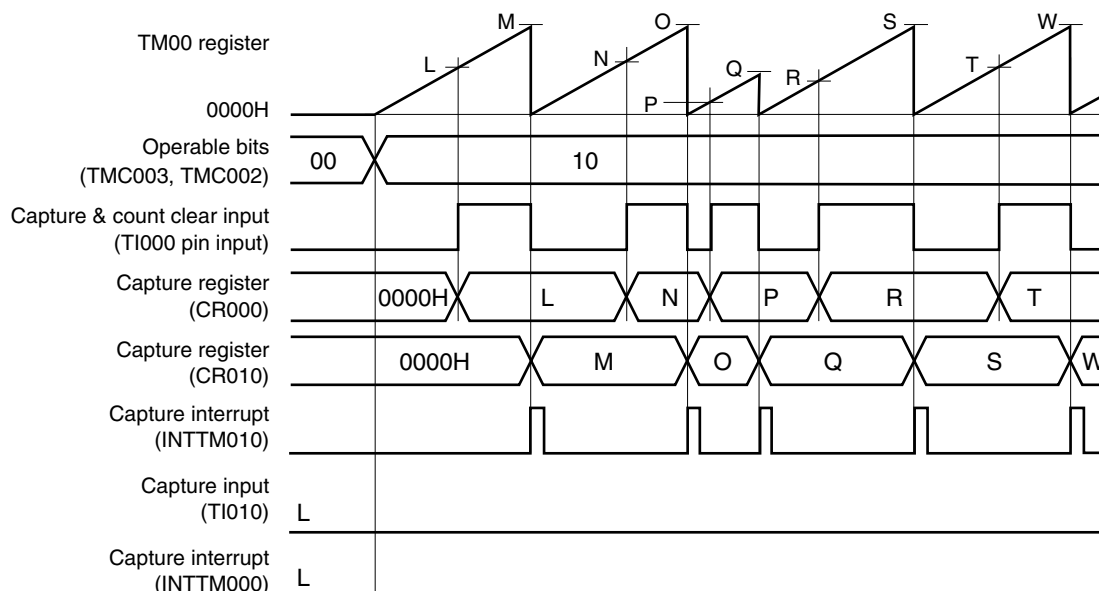 M O S W
L N Q R T
TM00 register
P
0000H
Operable bits
(TMC003, TMC002)
00 10
Capture & count clear input
(TI000 pin input)
Capture register
(CR000)
0000H L N P R T
Capture register
(CR010)
0000H M O Q S W
Capture interrupt
(INTTM010)
Capture input
(TI010)
L
Capture interrupt
(INTTM000)
L